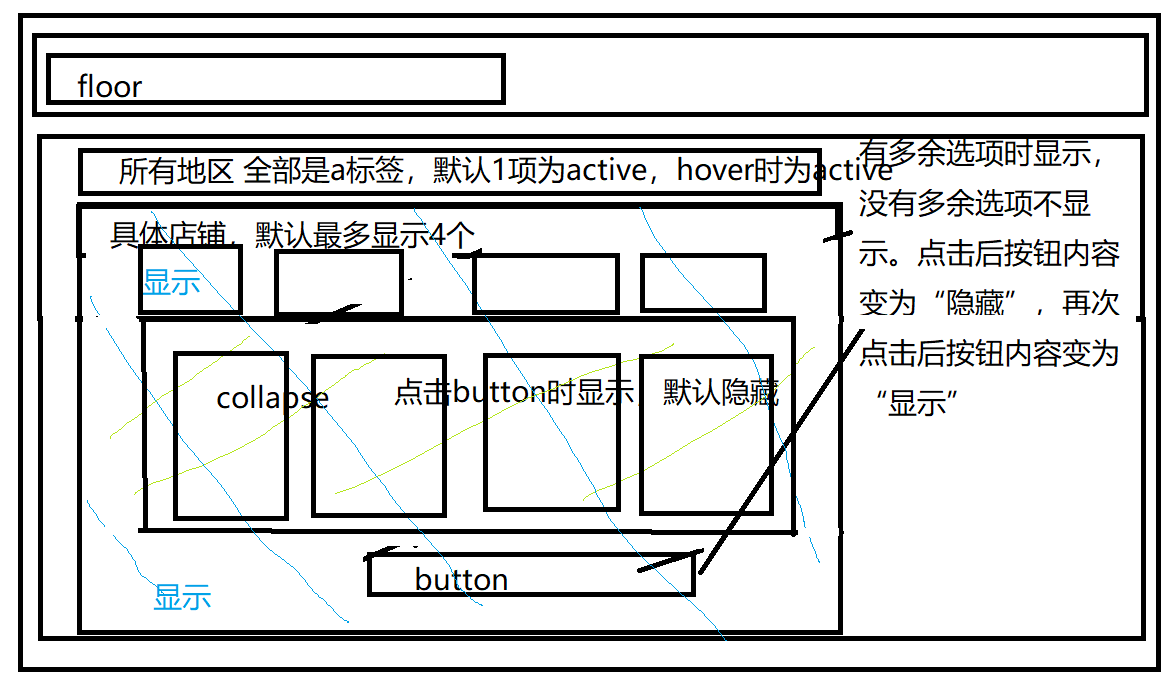 floor
所有地区 全部是a标签，默认1项为active，hover时为active
有多余选项时显示，
没有多余选项不显
示。点击后按钮内容
变为“隐藏”，再次
点击后按钮内容变为
“显示”
具体店铺，默认最多显示4个
显示
collapse
点击button时显示，默认隐藏
button
显示